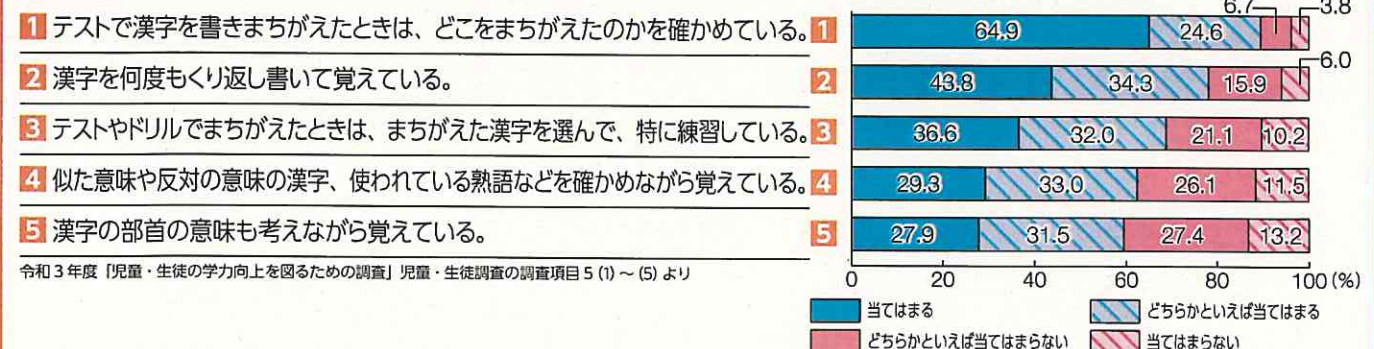 1 テストで漢字を書きまちがえたときは、どこをまちがえたのかを確かめている。
2 漢字を何度もくり返し書いて覚えている。
3 テストやドリルでまちがえたときは、まちがえた漢字を選んで、特に練習している。
4 似た意味や反対の意味の漢字、使われている熟語などを確かめながら覚えている。
5 漢字の部首の意味も考えながら覚えている。
令和3年度「児童・生徒の学力向上を図るための調査」児童・生徒調査の調査項目5(1)~(5)より
1 64.9 24.6 6.7 3.8
2 43.8 34.3 15.9 6.0
3 36.6 32.0 21.1 10.2
4 29.3 33.0 26.1 11.5
5 27.9 31.5 27.4 13.2
0 20 40 60 80 100(%)
当てはまる どちらかといえば当てはまる
どちらかといえば当てはまらない 当てはまらない